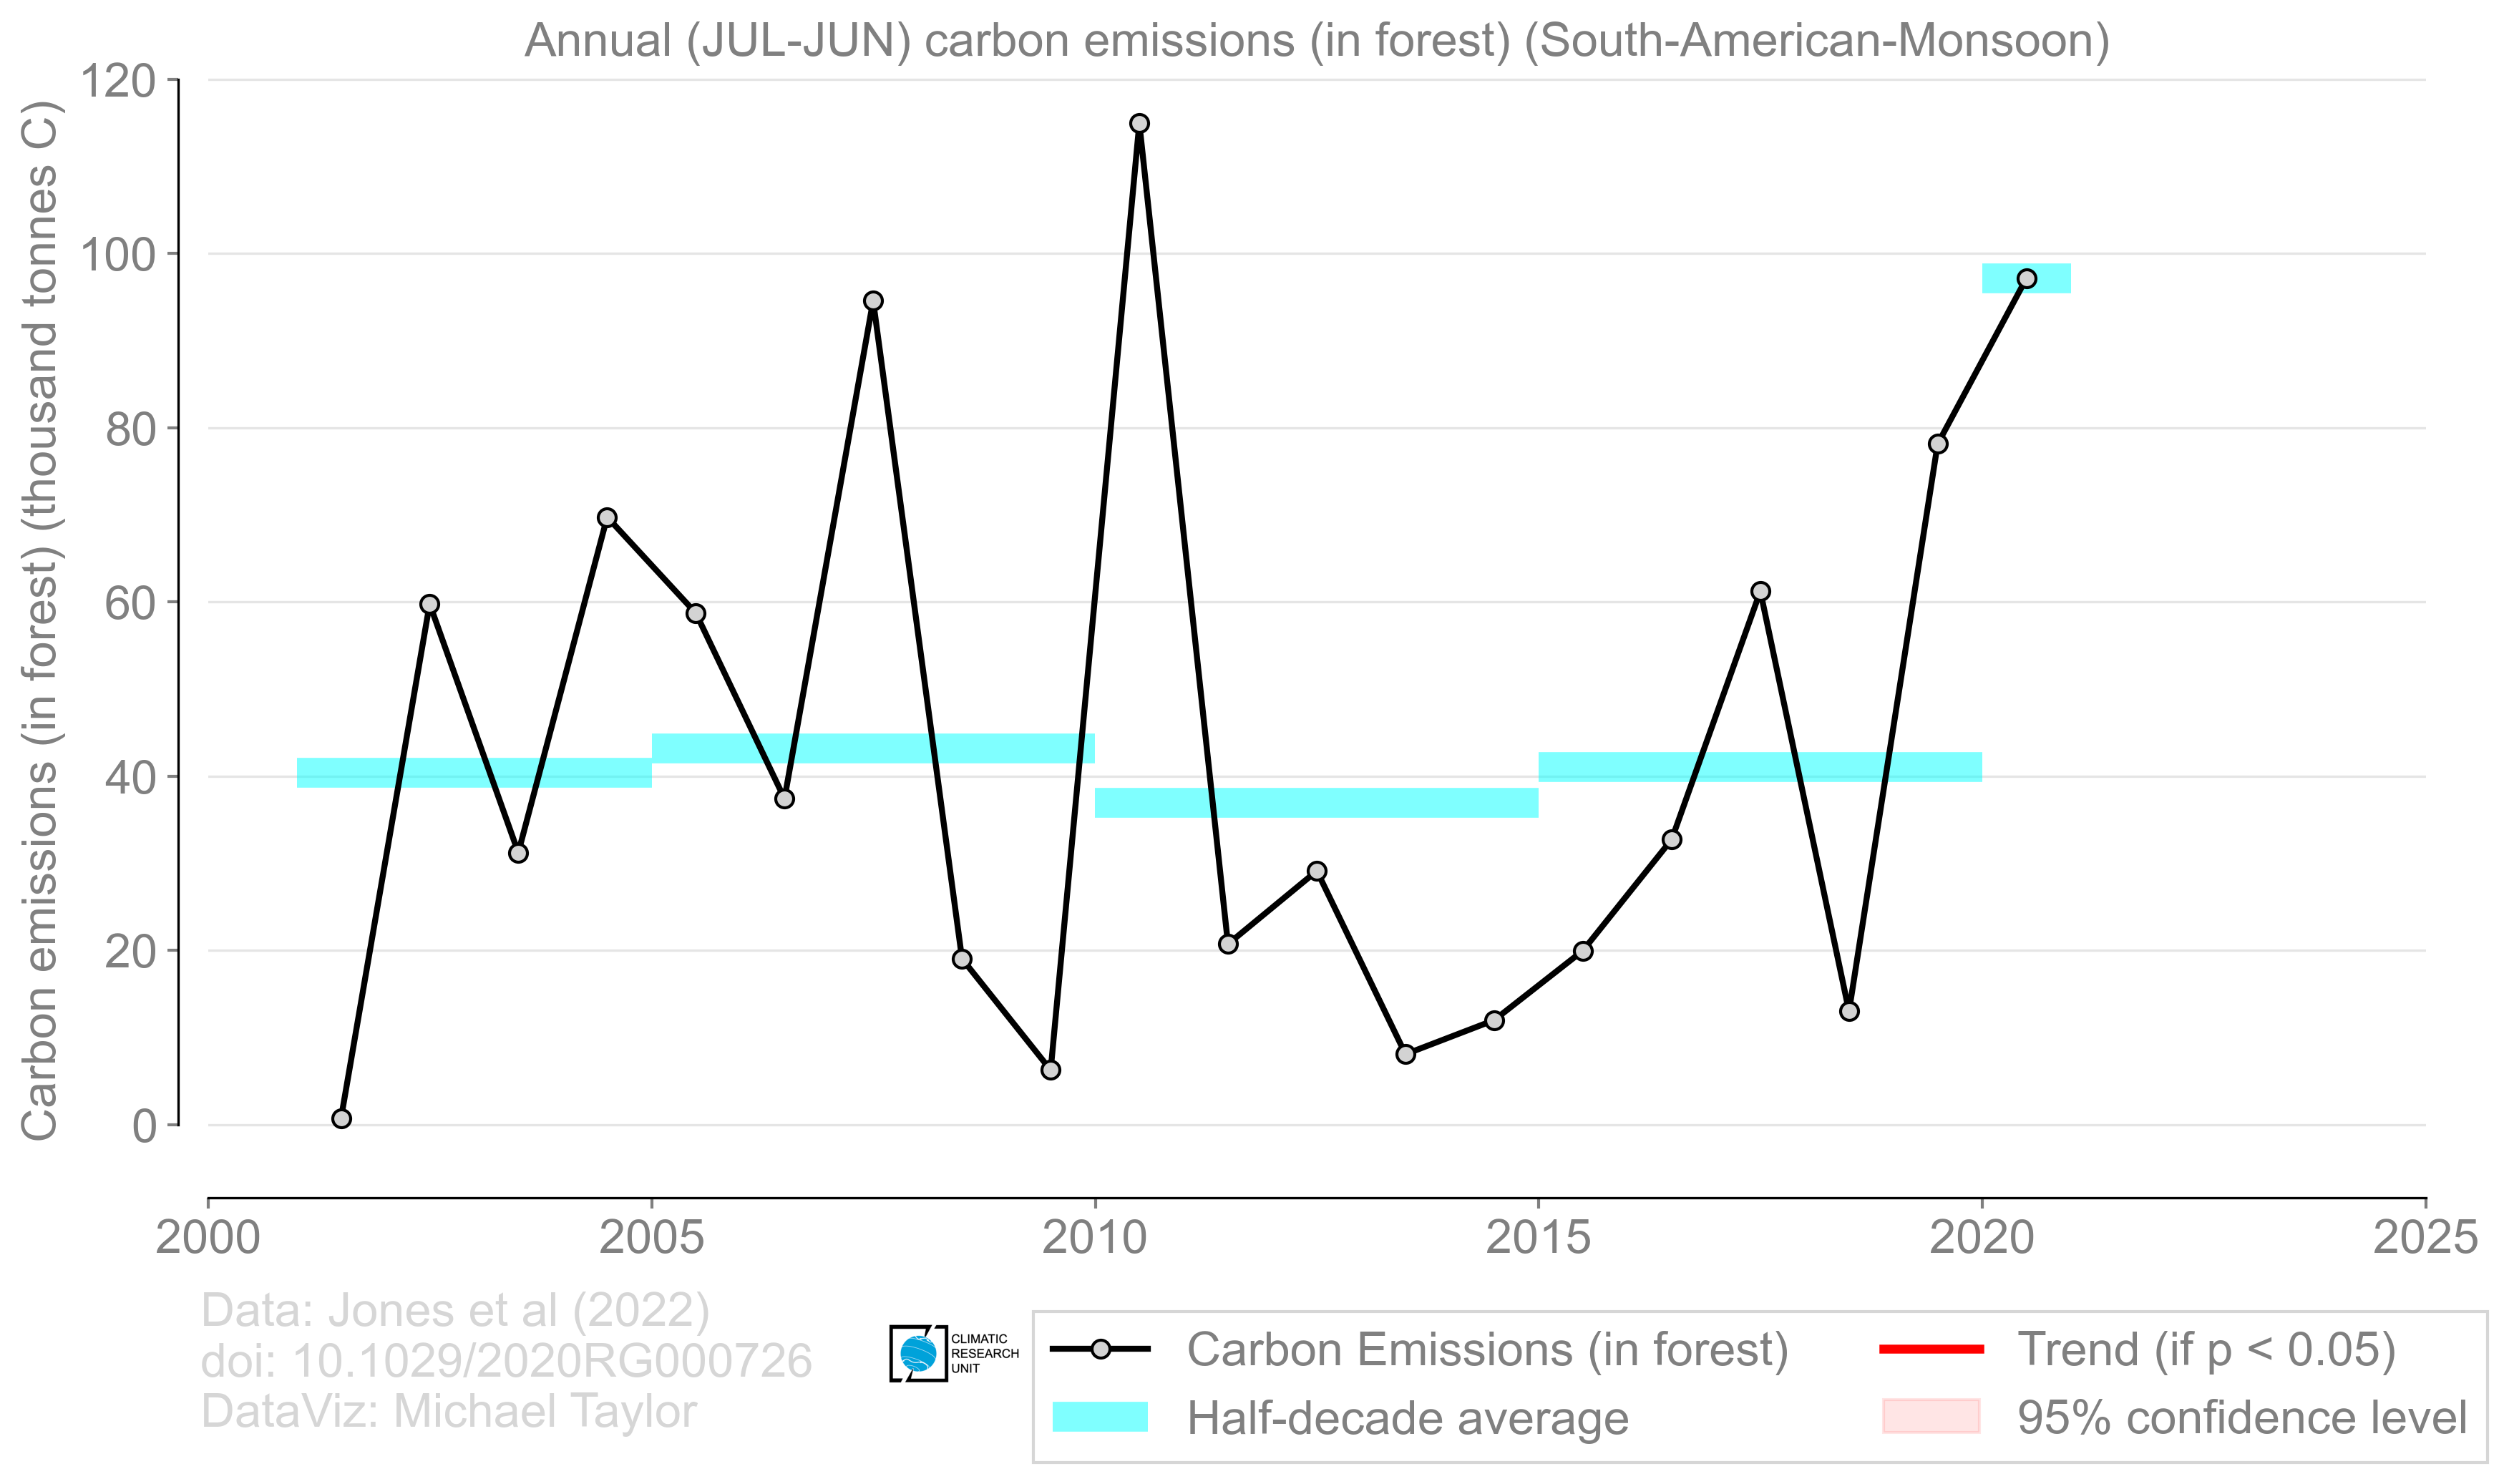 Annual (JUL-JUN) carbon emissions (in forest) (South-American-Monsoon)
Carbon emissions (in forest) (thousand tonnes C)
120
100
80
60
40
20
0
2000 2005 2010 2015 2020 2025
Data: Jones et al (2022)
doi: 10.1029/2020RG000726
DataViz: Michael Taylor
CLIMATIC
RESEARCH
UNIT
Carbon Emissions (in forest)
Half-decade average
Trend (if p < 0.05)
95% confidence level